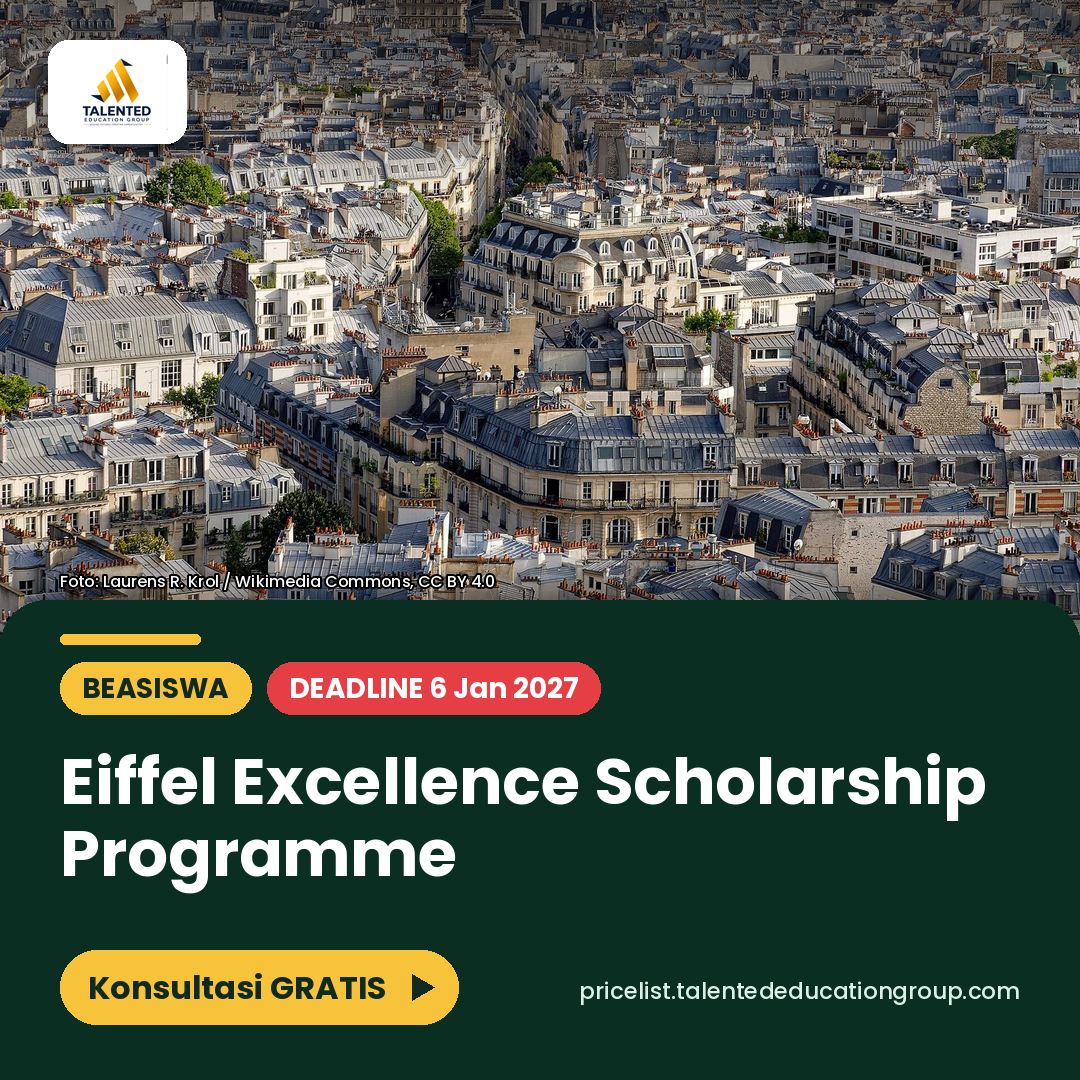 TALENTED
EDUCATION GROUP
Foto: Laurens R. Krol / Wikimedia Commons, CC BY 4.0
BEASISWA
DEADLINE 6 Jan 2027
Eiffel Excellence Scholarship
Programme
Konsultasi GRATIS
pricelist.talentededucationgroup.com